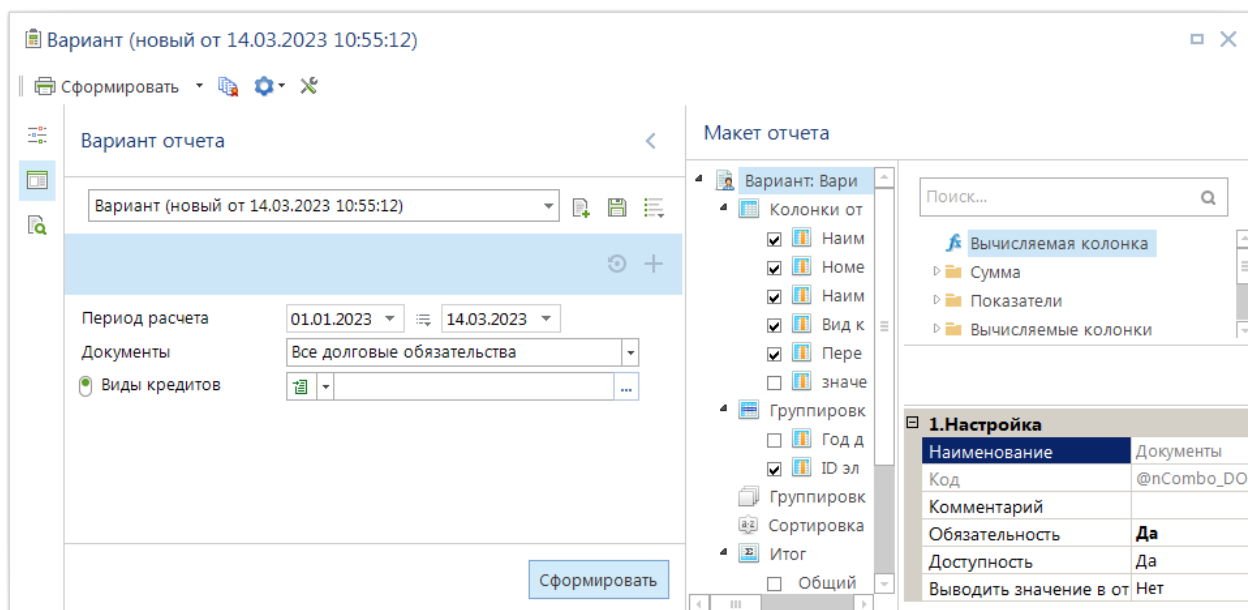 Вариант (новый от 14.03.2023 10:55:12)
Сформировать
Вариант отчета
Вариант (новый от 14.03.2023 10:55:12)
Период расчета
01.01.2023
14.03.2023
Документы
Все долговые обязательства
Виды кредитов
...
Сформировать
Макет отчета
Вариант: Вари
Колонки от
Наим
Номе
Наим
Вид к
Пере
значе
Группировк
Год д
ID эл
Группировк
Сортировка
Итог
Общий
Поиск...
Вычисляемая колонка
Сумма
Показатели
Вычисляемые колонки
1.Настройка
Наименование Документы
Код @nCombo_DO
Комментарий
Обязательность Да
Доступность Да
Выводить значение в от Нет